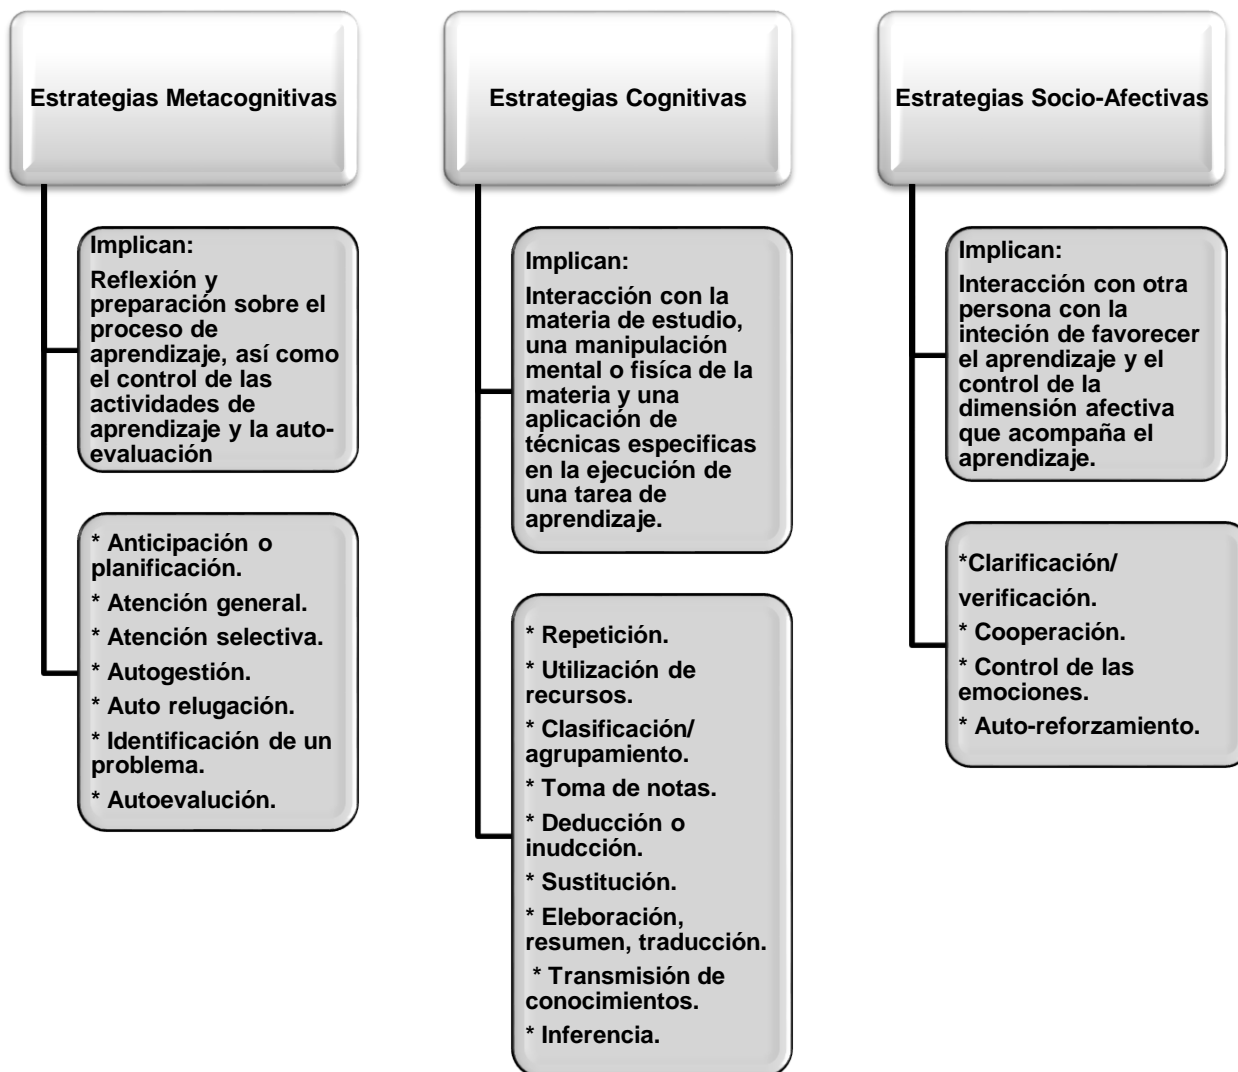 Estrategias Metacognitivas
Implican:
Reflexión y
preparación sobre el
proceso de
aprendizaje, así como
el control de las
actividades de
aprendizaje y la auto-
evaluación
* Anticipación o
planificación.
* Atención general.
* Atención selectiva.
* Autogestión.
* Auto relugación.
* Identificación de un
problema.
* Autoevalución.
Estrategias Cognitivas
Implican:
Interacción con la
materia de estudio,
una manipulación
mental o fisíca de la
materia y una
aplicación de
técnicas especificas
en la ejecución de
una tarea de
aprendizaje.
* Repetición.
* Utilización de
recursos.
* Clasificación/
agrupamiento.
* Toma de notas.
* Deducción o
inudcción.
* Sustitución.
* Eleboración,
resumen, traducción.
* Transmisión de
conocimientos.
* Inferencia.
Estrategias Socio-Afectivas
Implican:
Interacción con otra
persona con la
inteción de favorecer
el aprendizaje y el
control de la
dimensión afectiva
que acompaña el
aprendizaje.
*Clarificación/
verificación.
* Cooperación.
* Control de las
emociones.
* Auto-reforzamiento.